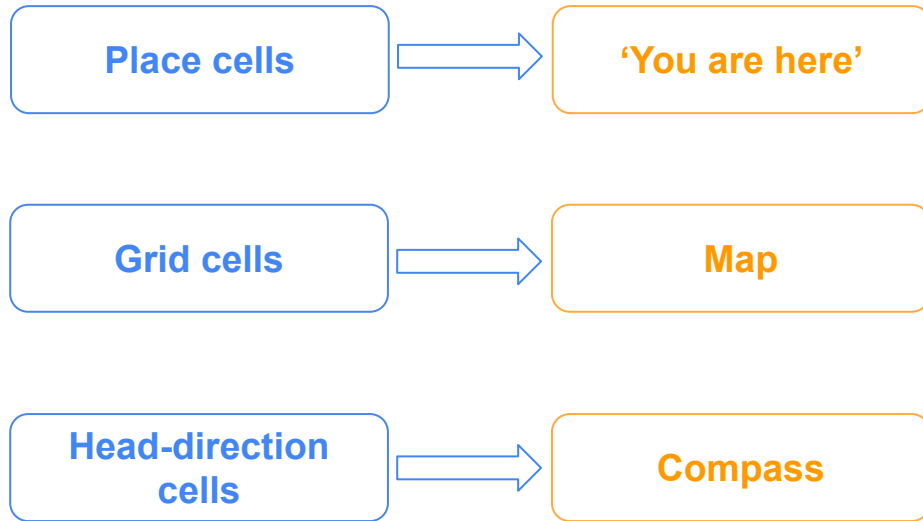 Place cells
‘You are here’
Grid cells
Map
Head-direction
cells
Compass